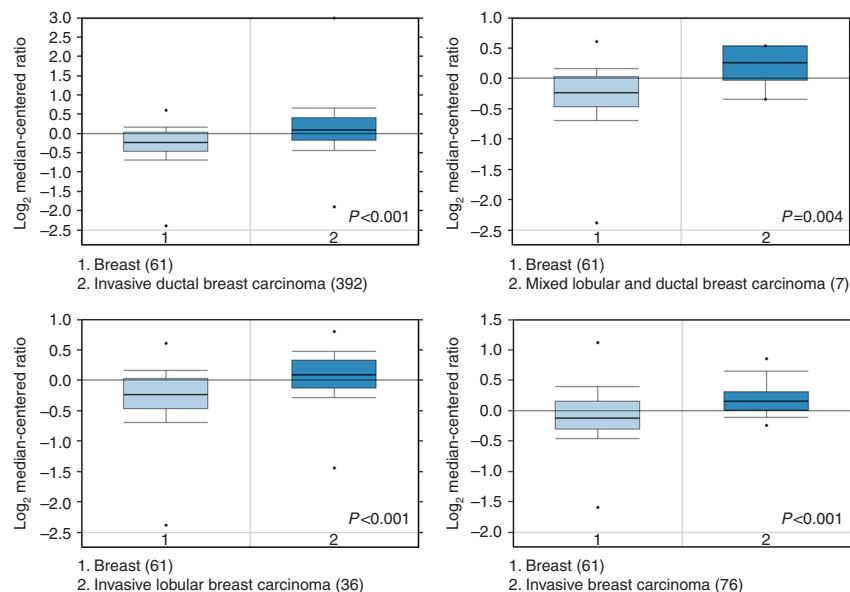 Log2 median-centered ratio
3.0
2.5
2.0
1.5
1.0
0.5
0.0
–0.5
–1.0
–1.5
–2.0
–2.5
P<0.001
1 2
1. Breast (61)
2. Invasive ductal breast carcinoma (392)
Log2 median-centered ratio
1.0
0.5
0.0
–0.5
–1.0
–1.5
–2.0
–2.5
P=0.004
1 2
1. Breast (61)
2. Mixed lobular and ductal breast carcinoma (7)
Log2 median-centered ratio
1.0
0.5
0.0
–0.5
–1.0
–1.5
–2.0
–2.5
P<0.001
1 2
1. Breast (61)
2. Invasive lobular breast carcinoma (36)
Log2 median-centered ratio
1.5
1.0
0.5
0.0
–0.5
–1.0
–1.5
–2.0
P<0.001
1 2
1. Breast (61)
2. Invasive breast carcinoma (76)